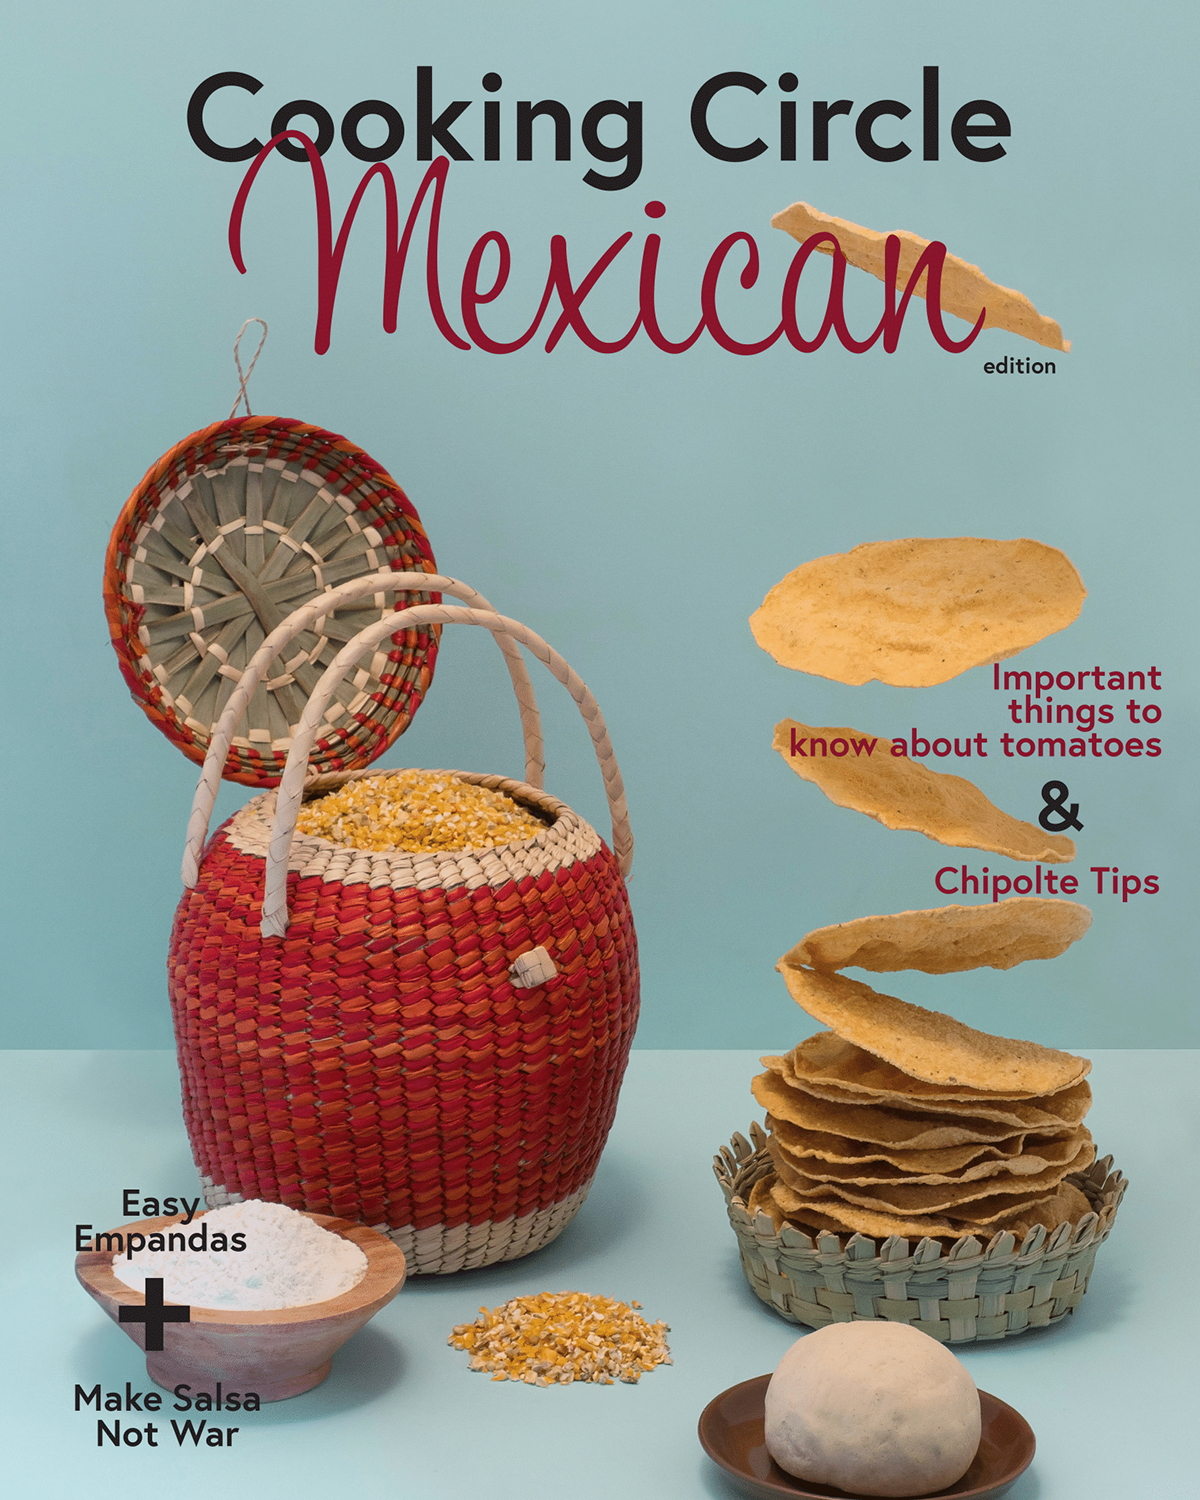 Cooking Circle
Mexican
edition
Important
things to
know about tomatoes
&
Chipolte Tips
Easy
Empandas
+
Make Salsa
Not War